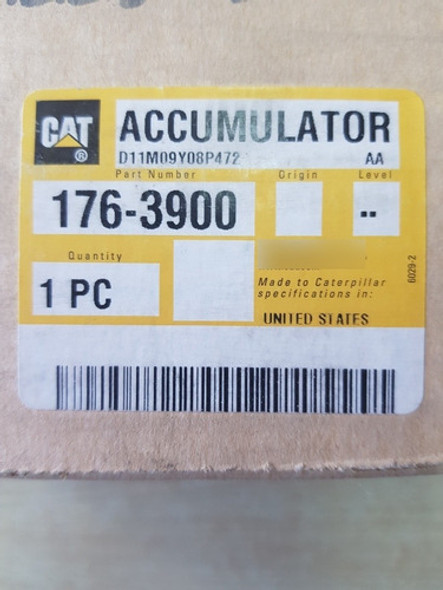 CAT®
ACCUMULATOR
D11M09Y08P472 AA
Part Number Origin Level
176-3900 --
Quantity
1 PC
Made to Caterpillar
specifications in:
UNITED STATES
6029-2